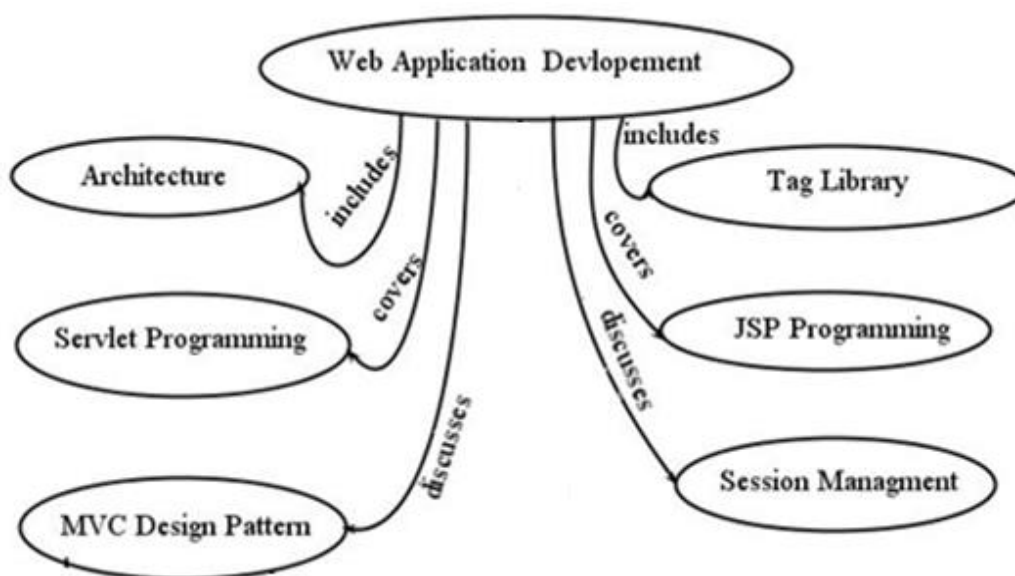 Web Application Devlopement
includes
includes
Architecture
Tag Library
covers
covers
Servlet Programming
JSP Programming
discusses
discusses
MVC Design Pattern
Session Managment